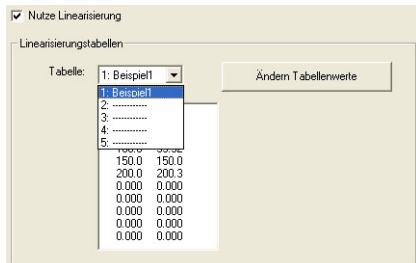 Nutze Linearisierung
Linearisierungstabellen
Tabelle: 1: Beispiel1 Ändern Tabellenwerte
1: Beispiel1
2: ------------
3: ------------
4: ------------
5: ------------
150.0 150.0
200.0 200.3
0.000 0.000
0.000 0.000
0.000 0.000
0.000 0.000
0.000 0.000